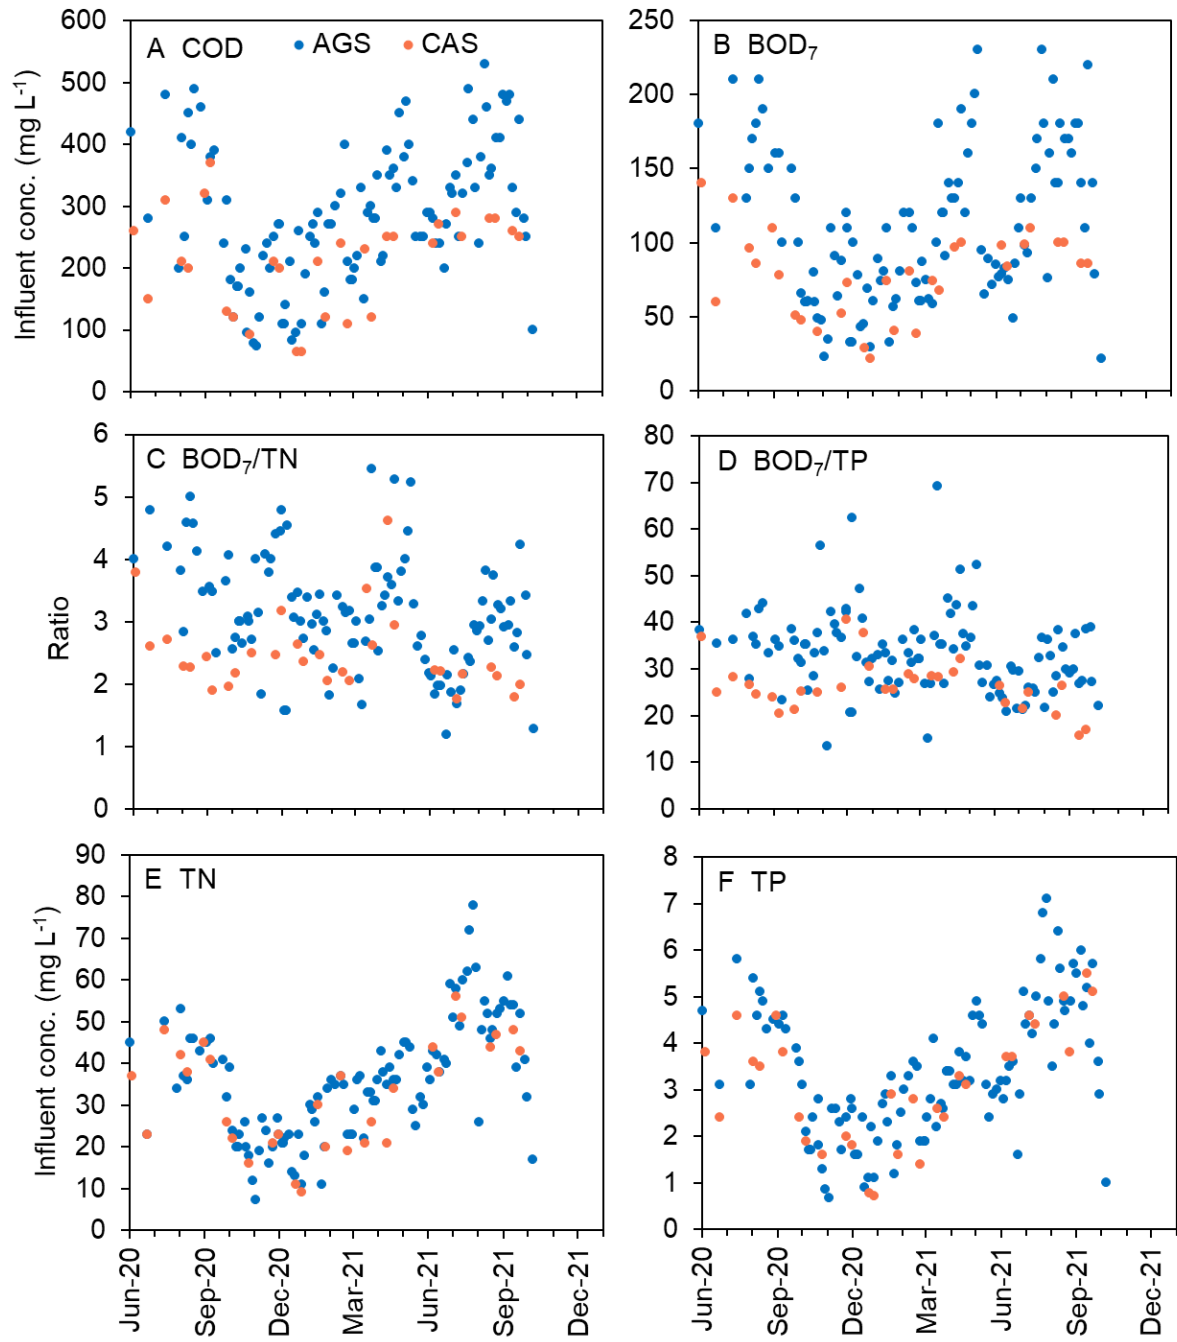 A COD
AGS
CAS
Influent conc. (mg L⁻¹)
600
500
400
300
200
100
0
B BOD₇
250
200
150
100
50
0
C BOD₇/TN
Ratio
6
5
4
3
2
1
0
D BOD₇/TP
80
70
60
50
40
30
20
10
0
E TN
Influent conc. (mg L⁻¹)
90
80
70
60
50
40
30
20
10
0
Jun-20
Sep-20
Dec-20
Mar-21
Jun-21
Sep-21
Dec-21
F TP
8
7
6
5
4
3
2
1
0
Jun-20
Sep-20
Dec-20
Mar-21
Jun-21
Sep-21
Dec-21